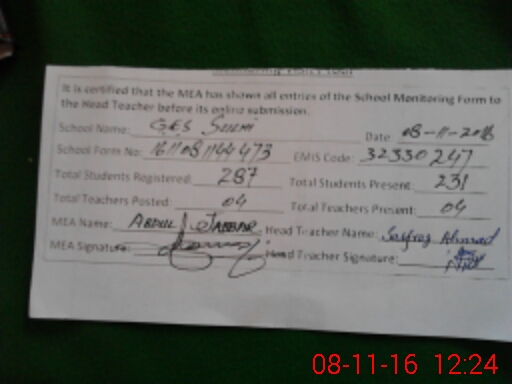 It is certified that the MEA has shown all entries of the School Monitoring Form to
the Head Teacher before its online submission.
School Name: GES Date 08-11-2016
School Form No: 1611081144473 EMIS Code: 32330247
Total Students Registered: 287 Total Students Present: 231
Total Teachers Posted: 04 Total Teachers Present: 04
MEA Name: ABDUL JABBAR Head Teacher Name: Sarfraz Ahmad
MEA Signature: Head Teacher Signature:
08-11-16 12:24